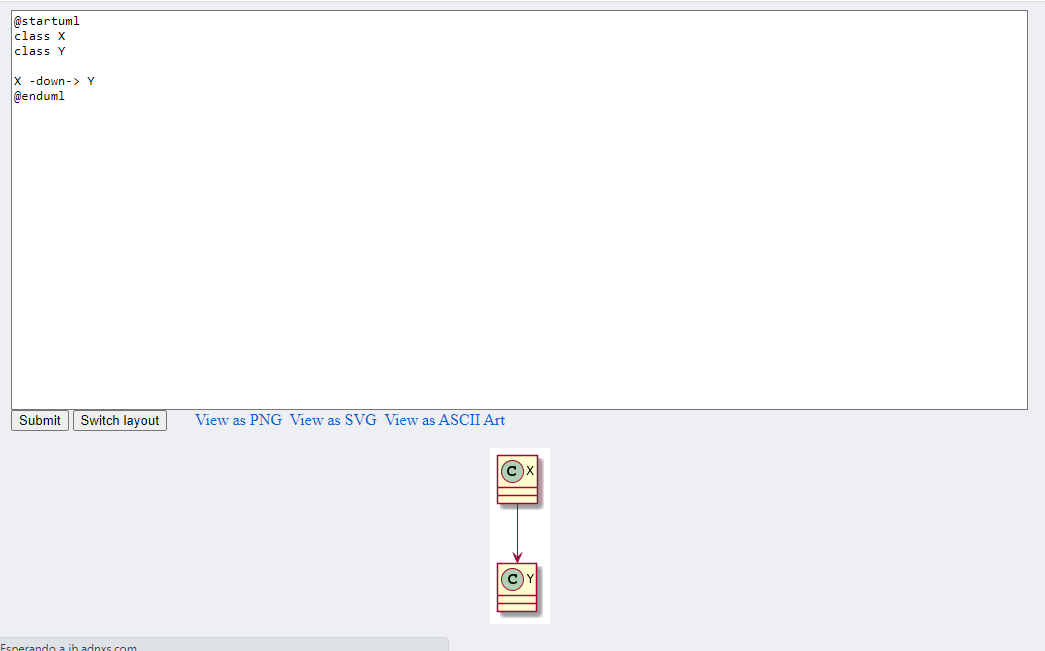 @startuml
class X
class Y
X -down-> Y
@enduml
Submit
Switch layout
View as PNG
View as SVG
View as ASCII Art
C X
C Y
Esperando a ib.adnxs.com